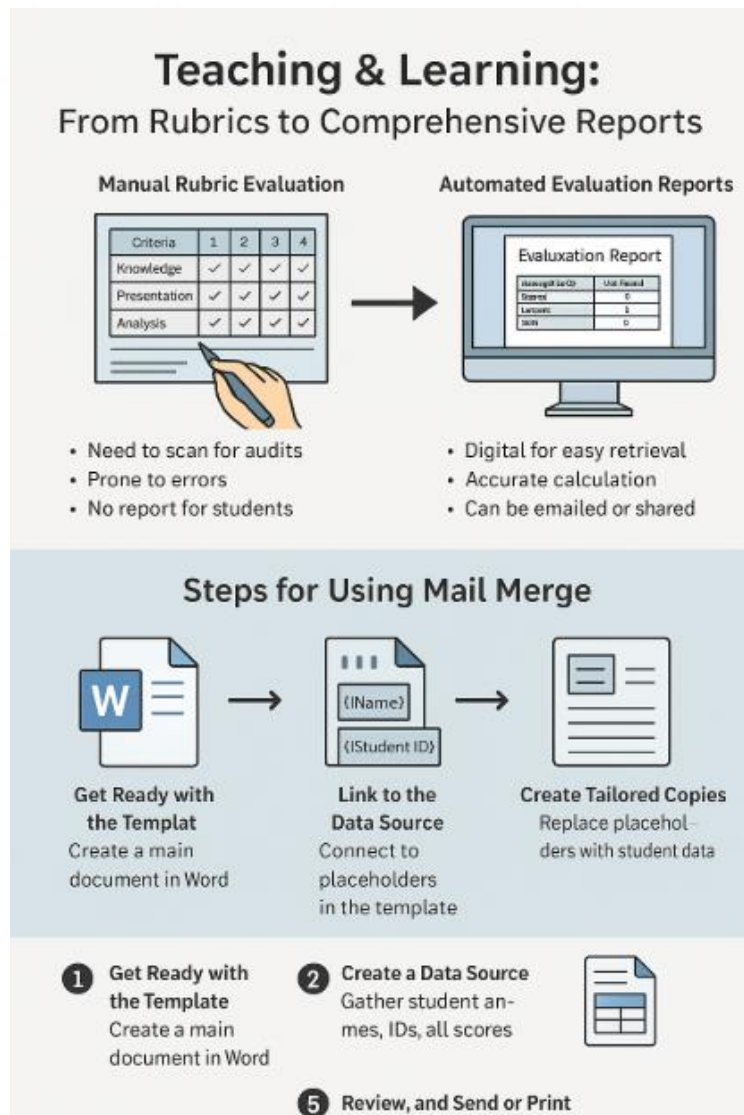 Teaching & Learning:
From Rubrics to Comprehensive Reports
Manual Rubric Evaluation
Criteria 1 2 3 4
Knowledge ✓ ✓ ✓ ✓
Presentation ✓ ✓ ✓ ✓
Analysis ✓ ✓ ✓ ✓
• Need to scan for audits
• Prone to errors
• No report for students
Automated Evaluation Reports
Evaluxation Report
0
1
0
• Digital for easy retrieval
• Accurate calculation
• Can be emailed or shared
Steps for Using Mail Merge
W
Get Ready with
the Templat
Create a main
document in Word
{IName}
{IStudent ID}
Link to the
Data Source
Connect to
placeholders
in the template
Create Tailored Copies
Replace placehol-
ders with student data
1 Get Ready with
the Template
Create a main
document in Word
2 Create a Data Source
Gather student an-
mes, IDs, all scores
5 Review, and Send or Print